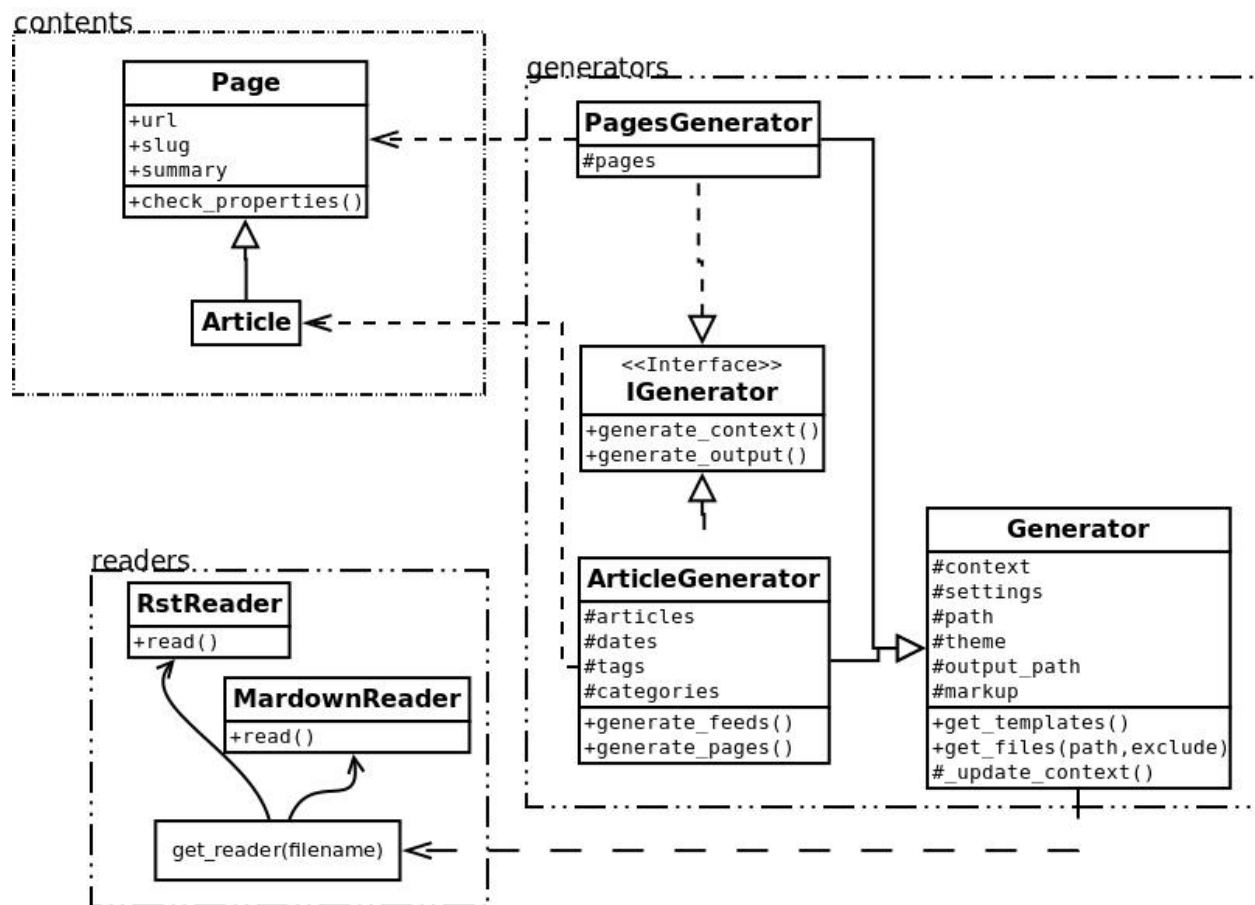 contents
Page
+url
+slug
+summary
+check_properties()
Article
generators
PagesGenerator
#pages
<<Interface>>
IGenerator
+generate_context()
+generate_output()
ArticleGenerator
#articles
#dates
#tags
#categories
+generate_feeds()
+generate_pages()
Generator
#context
#settings
#path
#theme
#output_path
#markup
+get_templates()
+get_files(path,exclude)
#_update_context()
readers
RstReader
+read()
MardownReader
+read()
get_reader(filename)